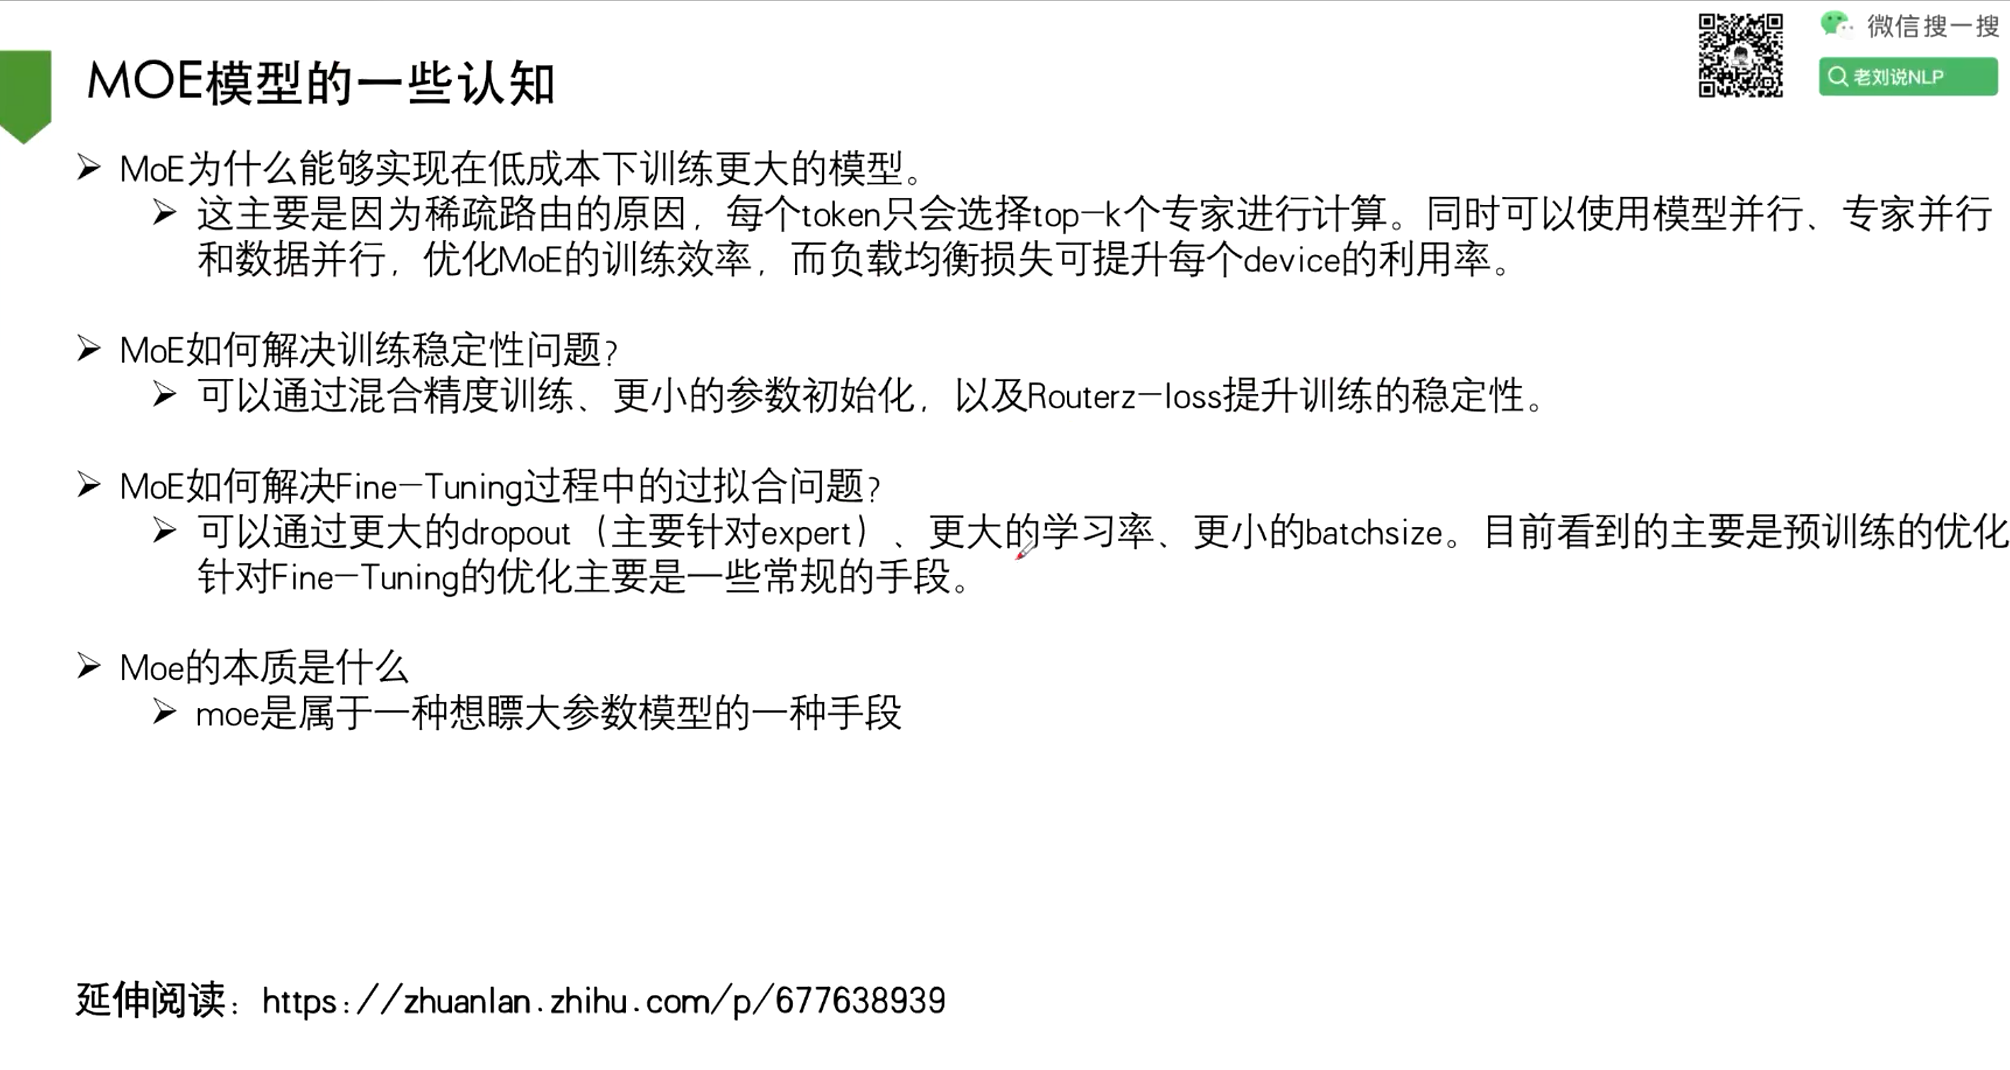 微信搜一搜
老刘说NLP
MOE模型的一些认知
MoE为什么能够实现在低成本下训练更大的模型。
这主要是因为稀疏路由的原因，每个token只会选择top-k个专家进行计算。同时可以使用模型并行、专家并行
和数据并行，优化MoE的训练效率，而负载均衡损失可提升每个device的利用率。
MoE如何解决训练稳定性问题?
可以通过混合精度训练、更小的参数初始化，以及Routerz-loss提升训练的稳定性。
MoE如何解决Fine-Tuning过程中的过拟合问题?
可以通过更大的dropout（主要针对expert）、更大的学习率、更小的batchsize。目前看到的主要是预训练的优化
针对Fine-Tuning的优化主要是一些常规的手段。
Moe的本质是什么
moe是属于一种想瞟大参数模型的一种手段
延伸阅读：https://zhuanlan.zhihu.com/p/677638939